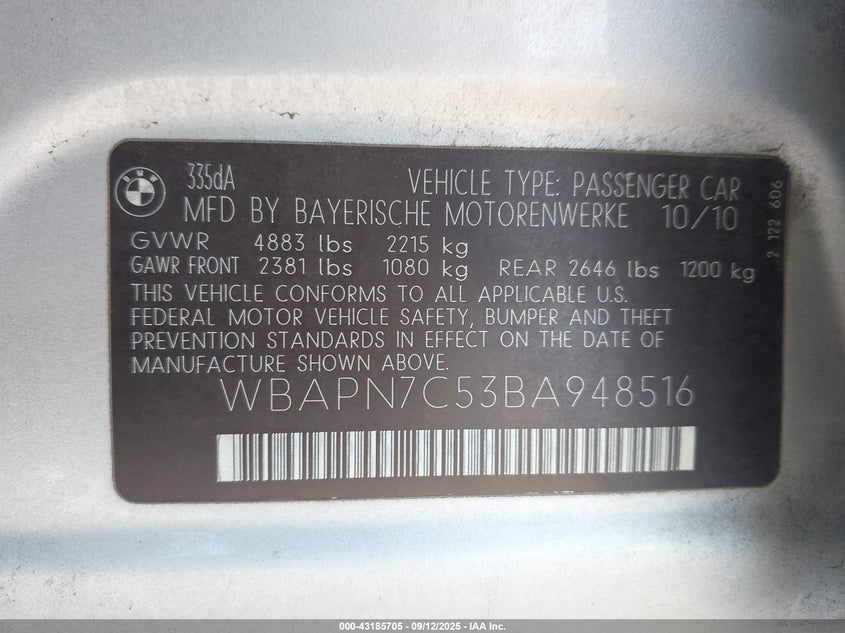 BMW
335dA
VEHICLE TYPE: PASSENGER CAR
MFD BY BAYERISCHE MOTORENWERKE 10/10
GVWR 4883 lbs 2215 kg
GAWR FRONT 2381 lbs 1080 kg REAR 2646 lbs 1200 kg
THIS VEHICLE CONFORMS TO ALL APPLICABLE U.S.
FEDERAL MOTOR VEHICLE SAFETY, BUMPER AND THEFT
PREVENTION STANDARDS IN EFFECT ON THE DATE OF
MANUFACTURE SHOWN ABOVE.
WBAPN7C53BA948516
2 122 606
000-43185705 - 09/12/2025 - IAA Inc.